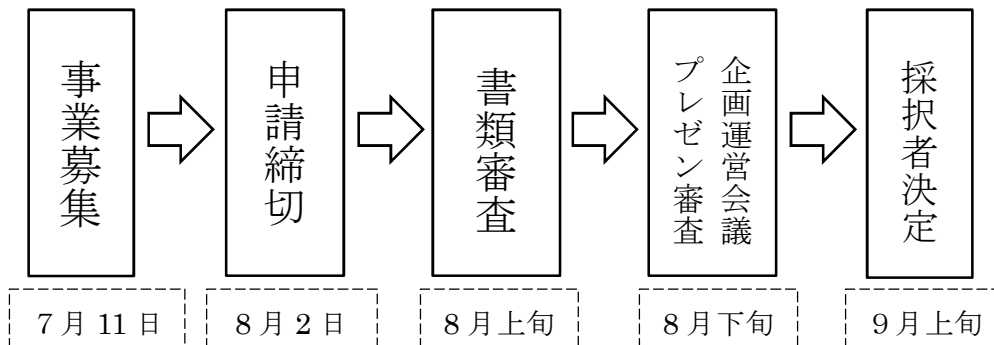 事業募集
申請締切
書類審査
企画運営会議
プレゼン審査
採択者決定
7月11日
8月2日
8月上旬
8月下旬
9月上旬